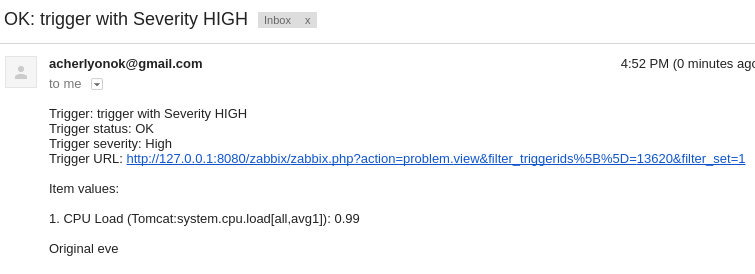 OK: trigger with Severity HIGH Inbox x
acherlyonok@gmail.com 4:52 PM (0 minutes ago
to me
Trigger: trigger with Severity HIGH
Trigger status: OK
Trigger severity: High
Trigger URL: http://127.0.0.1:8080/zabbix/zabbix.php?action=problem.view&filter_triggerids%5B%5D=13620&filter_set=1
Item values:
1. CPU Load (Tomcat:system.cpu.load[all,avg1]): 0.99
Original eve